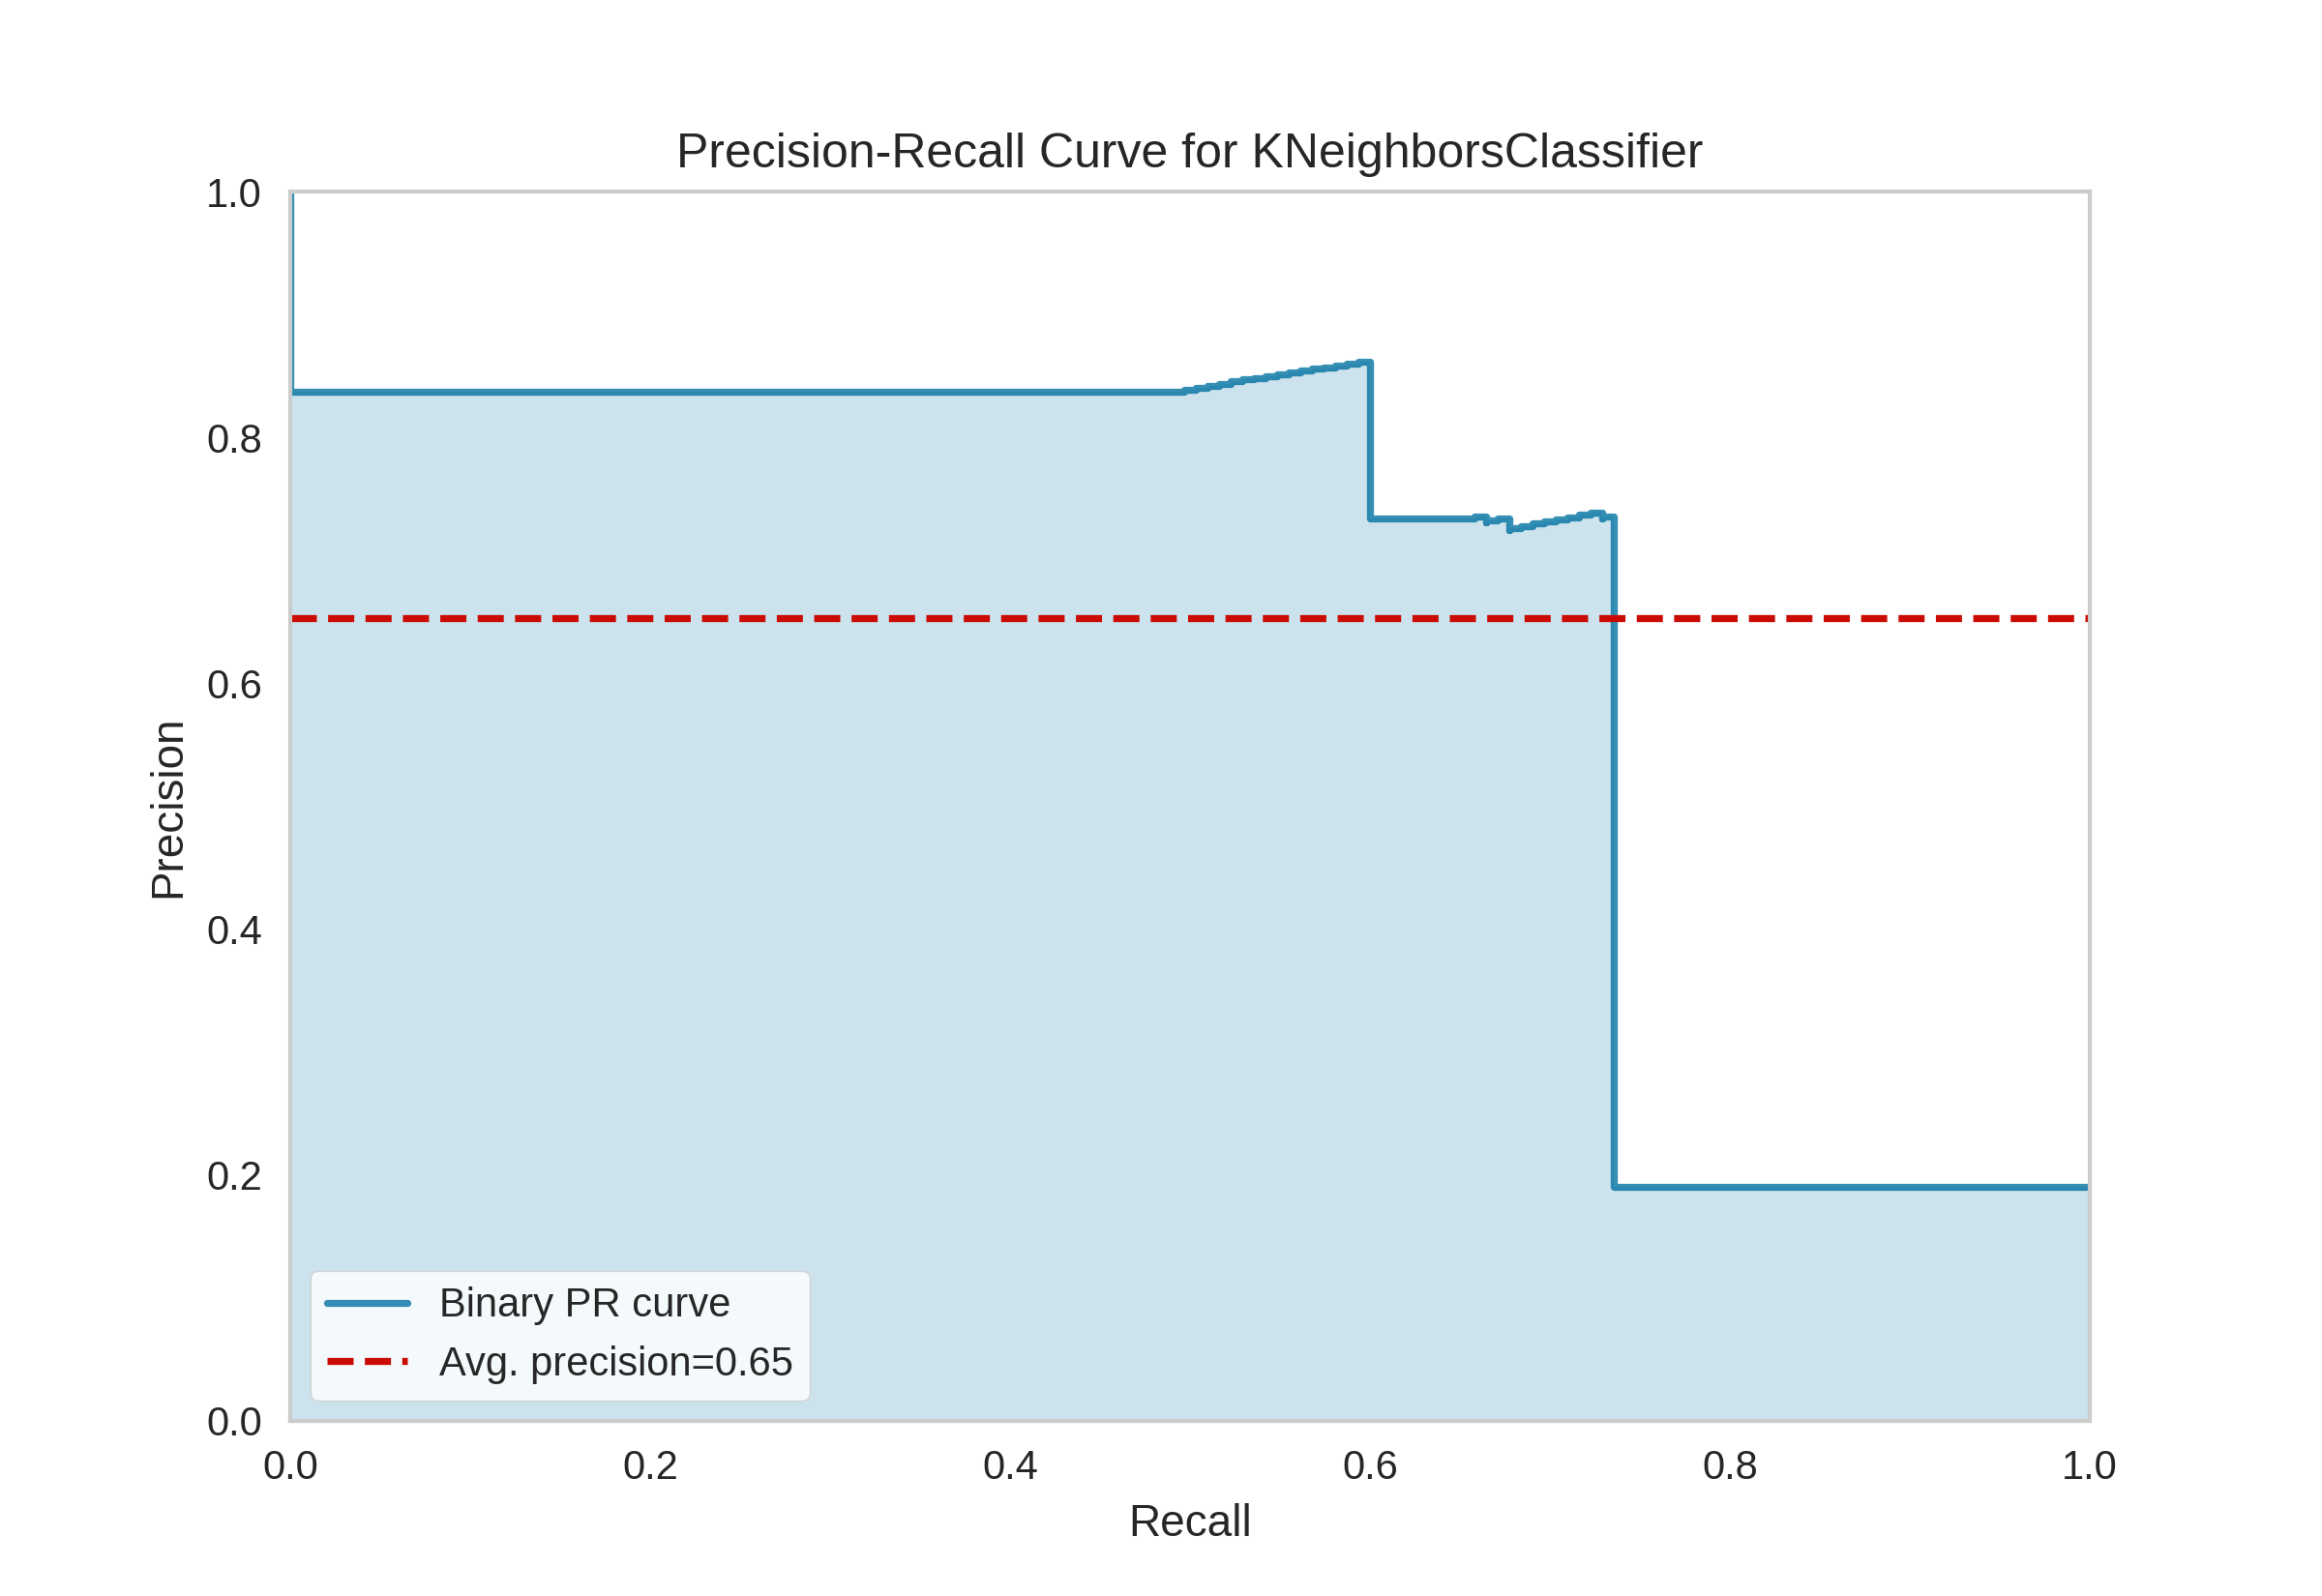 Precision-Recall Curve for KNeighborsClassifier
1.0
0.8
0.6
0.4
0.2
0.0
Precision
Binary PR curve
Avg. precision=0.65
0.0 0.2 0.4 0.6 0.8 1.0
Recall